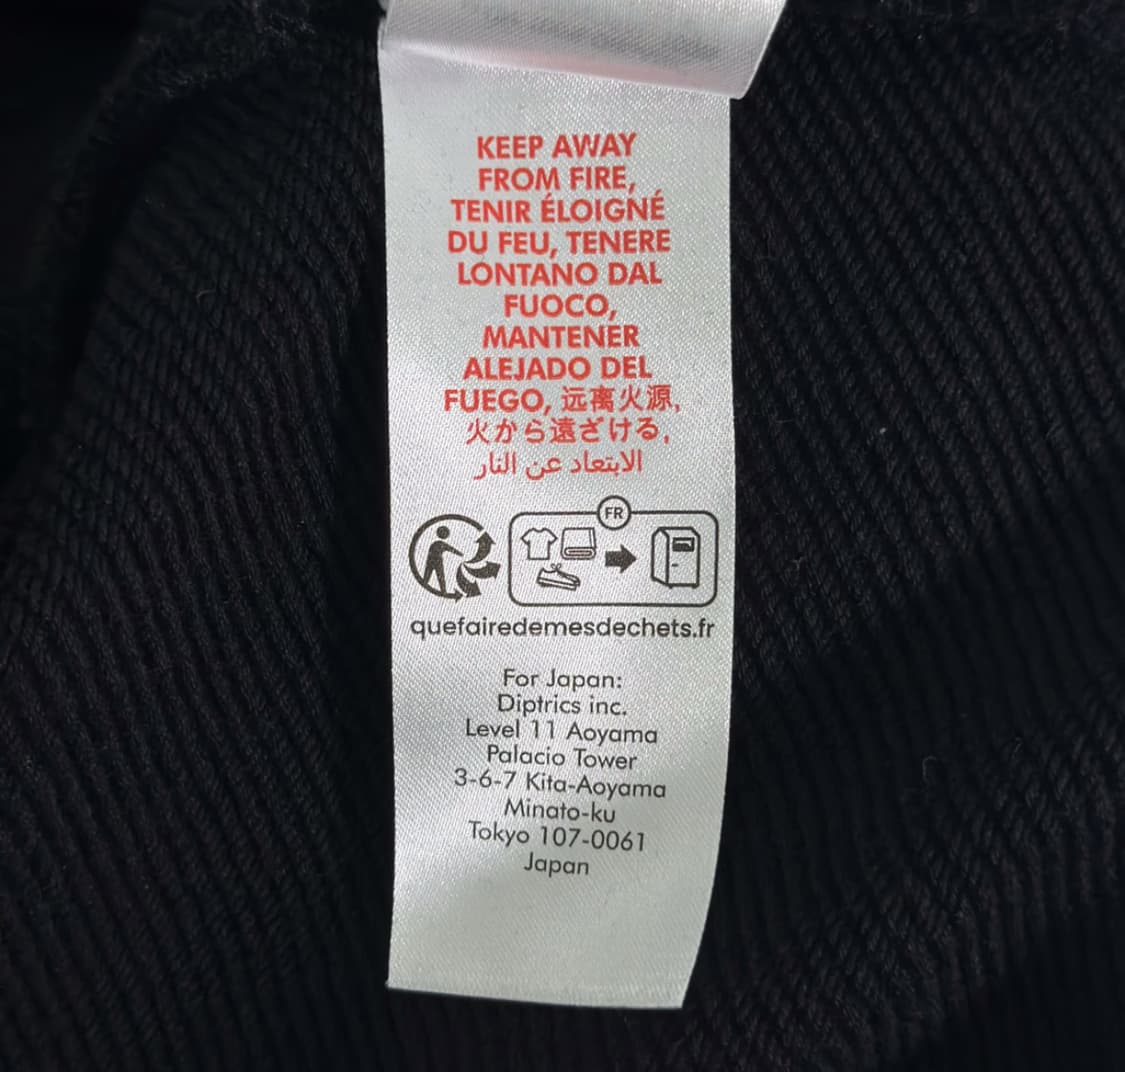 KEEP AWAY
FROM FIRE,
TENIR ÉLOIGNÉ
DU FEU, TENERE
LONTANO DAL
FUOCO,
MANTENER
ALEJADO DEL
FUEGO, 远离火源,
火から遠ざける,
الابتعاد عن النار
FR
quefairedemesdechets.fr
For Japan:
Diptrics inc.
Level 11 Aoyama
Palacio Tower
3-6-7 Kita-Aoyama
Minato-ku
Tokyo 107-0061
Japan